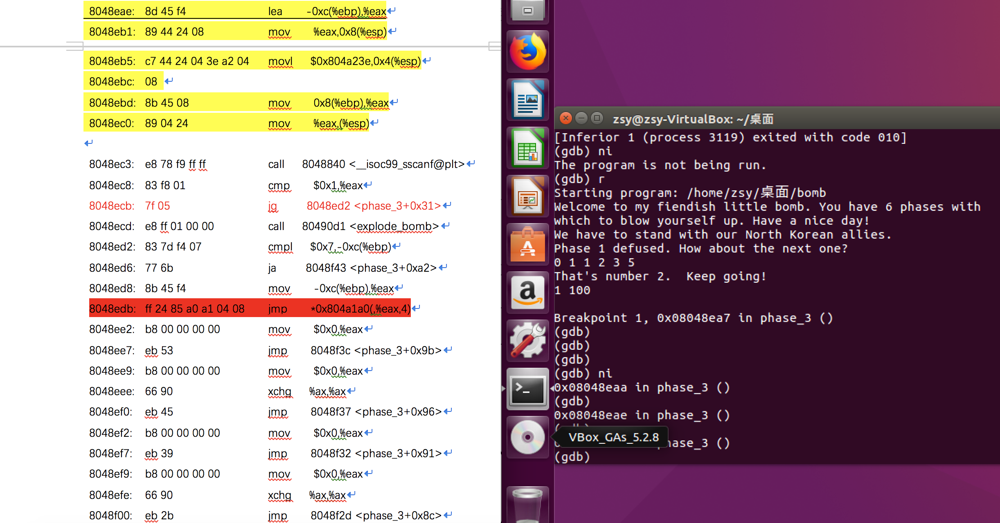 8048eae: 8d 45 f4 lea -0xc(%ebp),%eax
8048eb1: 89 44 24 08 mov %eax,0x8(%esp)
8048eb5: c7 44 24 04 3e a2 04 movl $0x804a23e,0x4(%esp)
8048ebc: 08
8048ebd: 8b 45 08 mov 0x8(%ebp),%eax
8048ec0: 89 04 24 mov %eax,(%esp)
8048ec3: e8 78 f9 ff ff call 8048840 <__isoc99_sscanf@plt>
8048ec8: 83 f8 01 cmp $0x1,%eax
8048ecb: 7f 05 jg 8048ed2 <phase_3+0x31>
8048ecd: e8 ff 01 00 00 call 80490d1 <explode_bomb>
8048ed2: 83 7d f4 07 cmpl $0x7,-0xc(%ebp)
8048ed6: 77 6b ja 8048f43 <phase_3+0xa2>
8048ed8: 8b 45 f4 mov -0xc(%ebp),%eax
8048edb: ff 24 85 a0 a1 04 08 jmp *0x804a1a0(,%eax,4)
8048ee2: b8 00 00 00 00 mov $0x0,%eax
8048ee7: eb 53 jmp 8048f3c <phase_3+0x9b>
8048ee9: b8 00 00 00 00 mov $0x0,%eax
8048eee: 66 90 xchg %ax,%ax
8048ef0: eb 45 jmp 8048f37 <phase_3+0x96>
8048ef2: b8 00 00 00 00 mov $0x0,%eax
8048ef7: eb 39 jmp 8048f32 <phase_3+0x91>
8048ef9: b8 00 00 00 00 mov $0x0,%eax
8048efe: 66 90 xchg %ax,%ax
8048f00: eb 2b jmp 8048f2d <phase_3+0x8c>
zsy@zsy-VirtualBox: ~/桌面
[Inferior 1 (process 3119) exited with code 010]
(gdb) ni
The program is not being run.
(gdb) r
Starting program: /home/zsy/桌面/bomb
Welcome to my fiendish little bomb. You have 6 phases with
which to blow yourself up. Have a nice day!
We have to stand with our North Korean allies.
Phase 1 defused. How about the next one?
0 1 1 2 3 5
That's number 2.  Keep going!
1 100
Breakpoint 1, 0x08048ea7 in phase_3 ()
(gdb)
(gdb)
(gdb)
(gdb) ni
0x08048eaa in phase_3 ()
(gdb)
0x08048eae in phase_3 ()
VBox_GAs_5.2.8
phase_3 ()
(gdb)